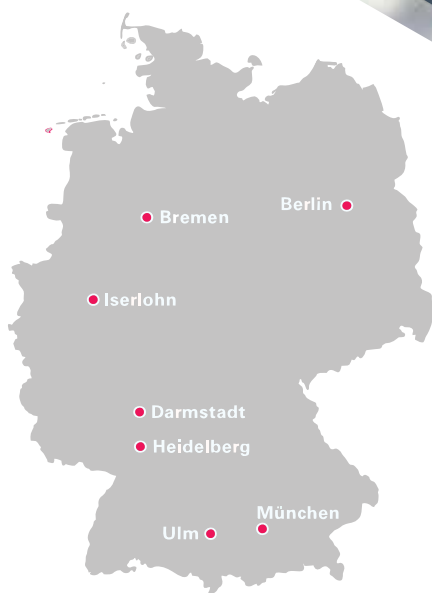 Berlin
Bremen
Iserlohn
Darmstadt
Heidelberg
München
Ulm